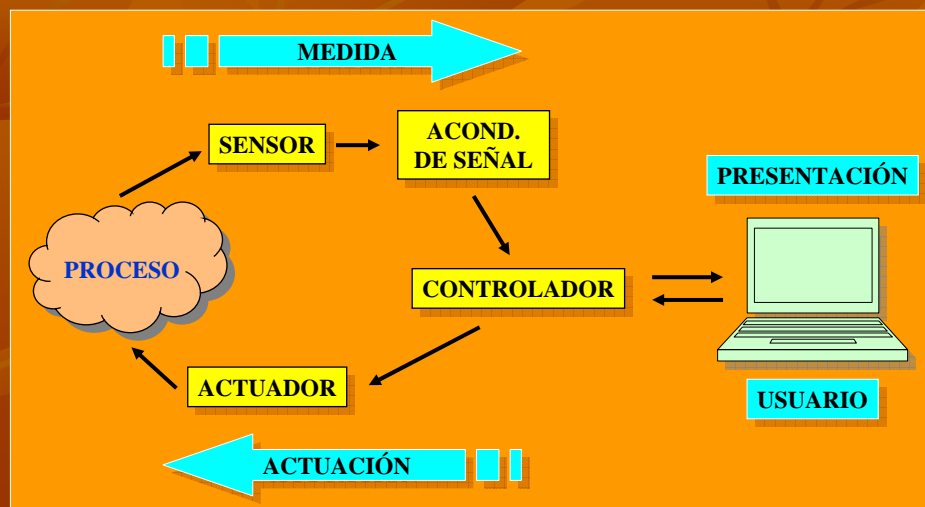 MEDIDA
SENSOR
ACOND.
DE SEÑAL
PRESENTACIÓN
PROCESO
CONTROLADOR
ACTUADOR
USUARIO
ACTUACIÓN